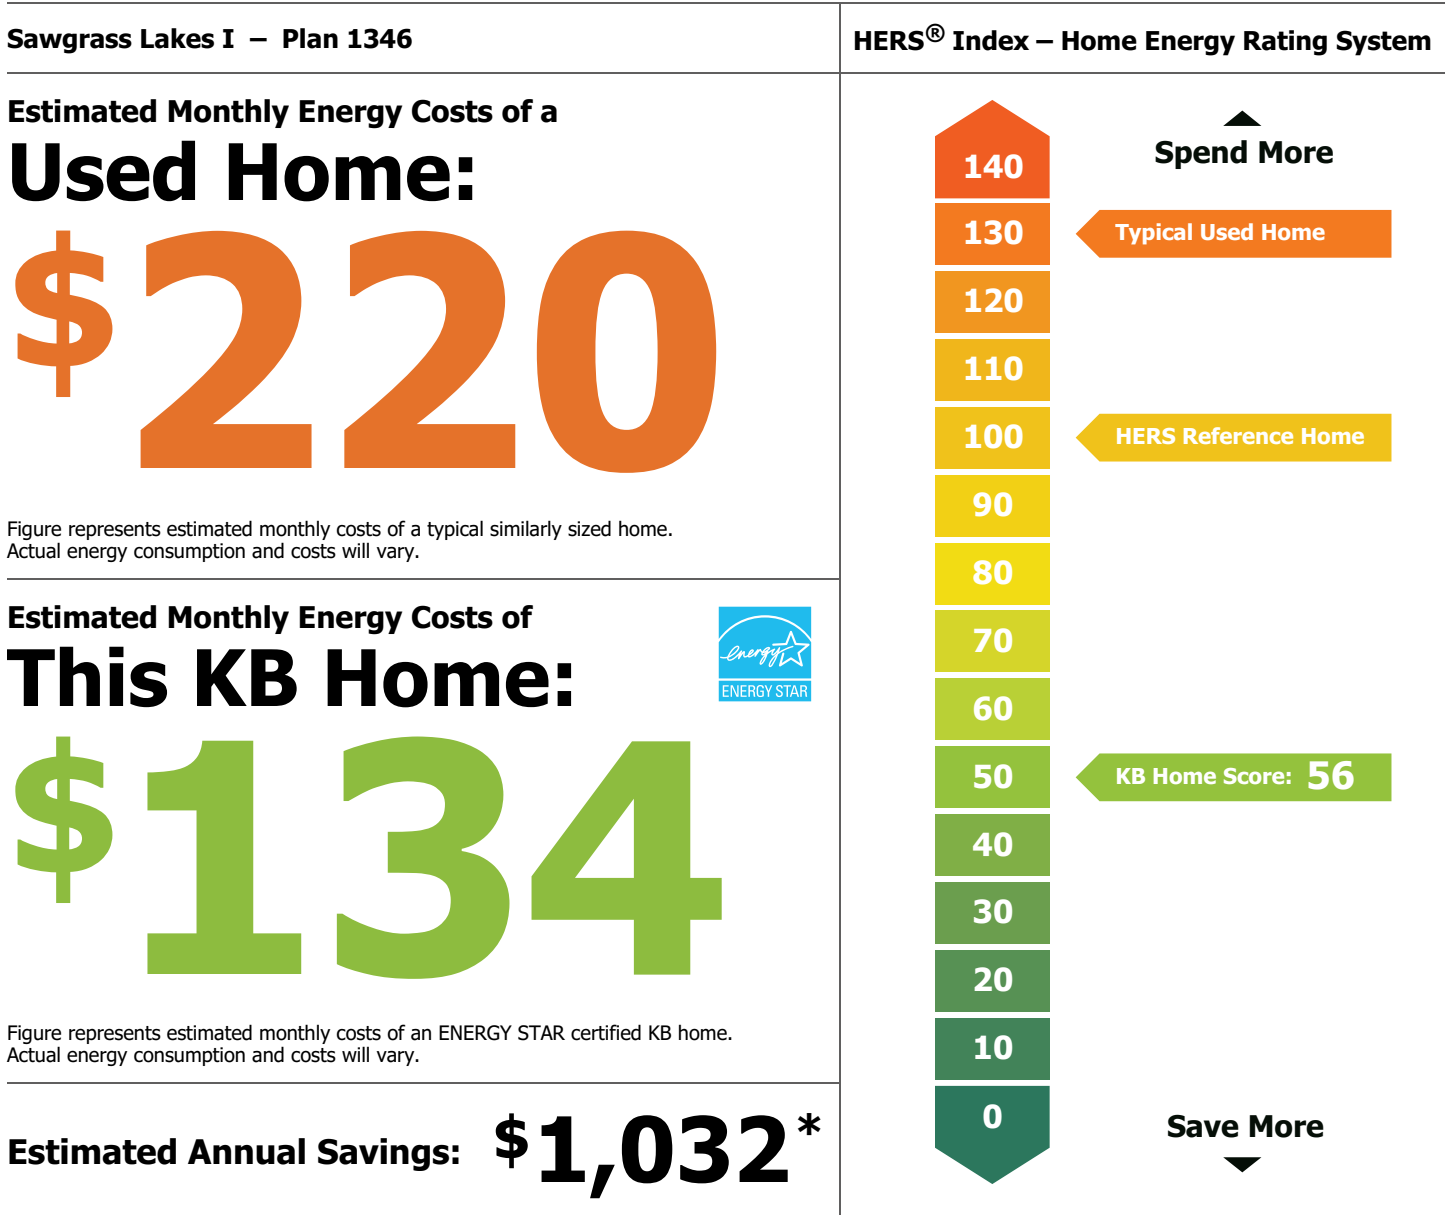 Sawgrass Lakes I – Plan 1346
Estimated Monthly Energy Costs of a
Used Home:
$220
Figure represents estimated monthly costs of a typical similarly sized home.
Actual energy consumption and costs will vary.
Estimated Monthly Energy Costs of
This KB Home:
energy
ENERGY STAR
$134
Figure represents estimated monthly costs of an ENERGY STAR certified KB home.
Actual energy consumption and costs will vary.
Estimated Annual Savings: $1,032*
HERS® Index – Home Energy Rating System
Spend More
140
130
Typical Used Home
120
110
100
HERS Reference Home
90
80
70
60
50
KB Home Score: 56
40
30
20
10
0
Save More